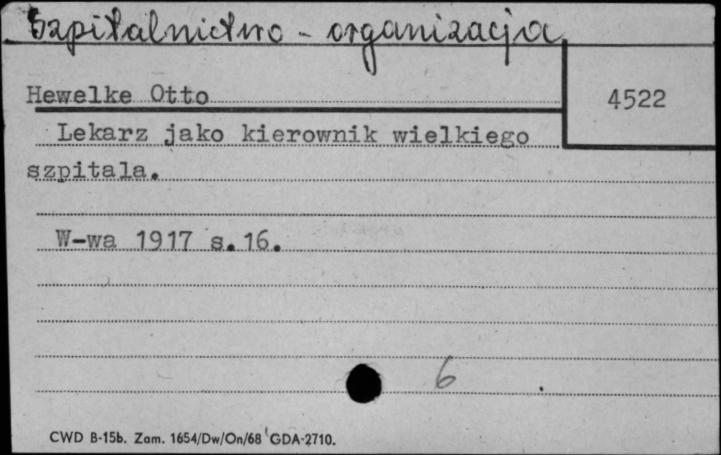 Szpitalnictwo - organizacja
Hewelke Otto
4522
Lekarz jako kierownik wielkiego
szpitala.
W-wa 1917 s.16.
6
CWD B-15b. Zam. 1654/Dw/On/68 GDA-2710.